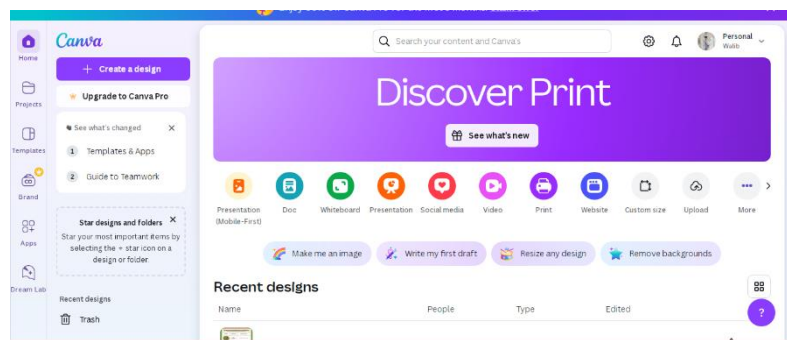 Home
Projects
Templates
Brand
Apps
Dream Lab
Canva
+ Create a design
Upgrade to Canva Pro
See what's changed
1 Templates & Apps
2 Guide to Teamwork
Star designs and folders
Star your most important items by
selecting the + star icon on a
design or folder
Recent designs
Trash
Search your content and Canva's
Personal
Walib
Discover Print
See what's new
Presentation
(Mobile-First)
Doc
Whiteboard
Presentation
Social media
Video
Print
Website
Custom size
Upload
More
Make me an image
Write my first draft
Resize any design
Remove backgrounds
Recent designs
Name People Type Edited
?